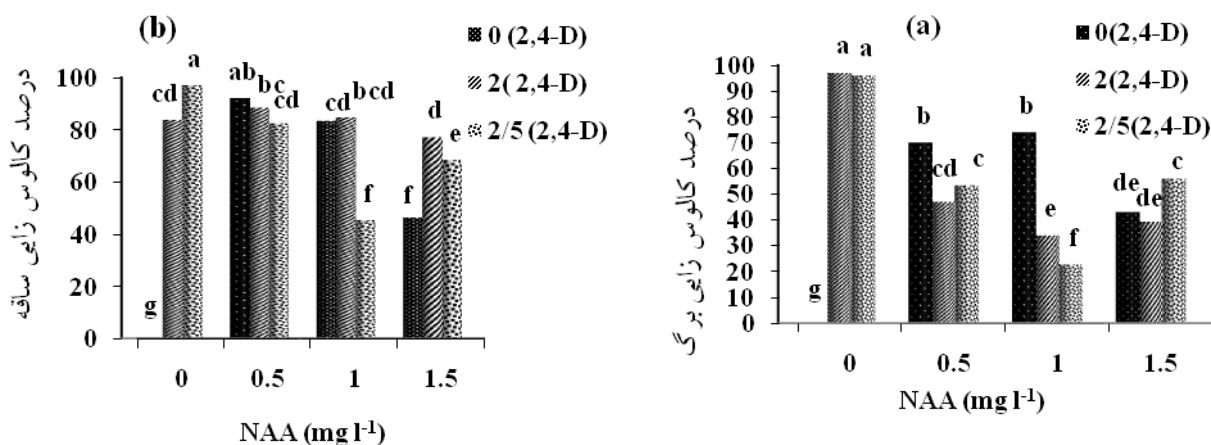 (b)
0 (2,4-D)
2( 2,4-D)
2/5 (2,4-D)
درصد کالوس زایی ساقه
100
80
60
40
20
0
g cd a
ab bc cd
cd bcd f
f d e
0 0.5 1 1.5
NAA (mg l-1)
(a)
0(2,4-D)
2(2,4-D)
2/5(2,4-D)
درصد کالوس زایی برگ
100
90
80
70
60
50
40
30
20
10
0
g a a
b cd c
b e f
de de c
0 0.5 1 1.5
NAA (mg l-1)